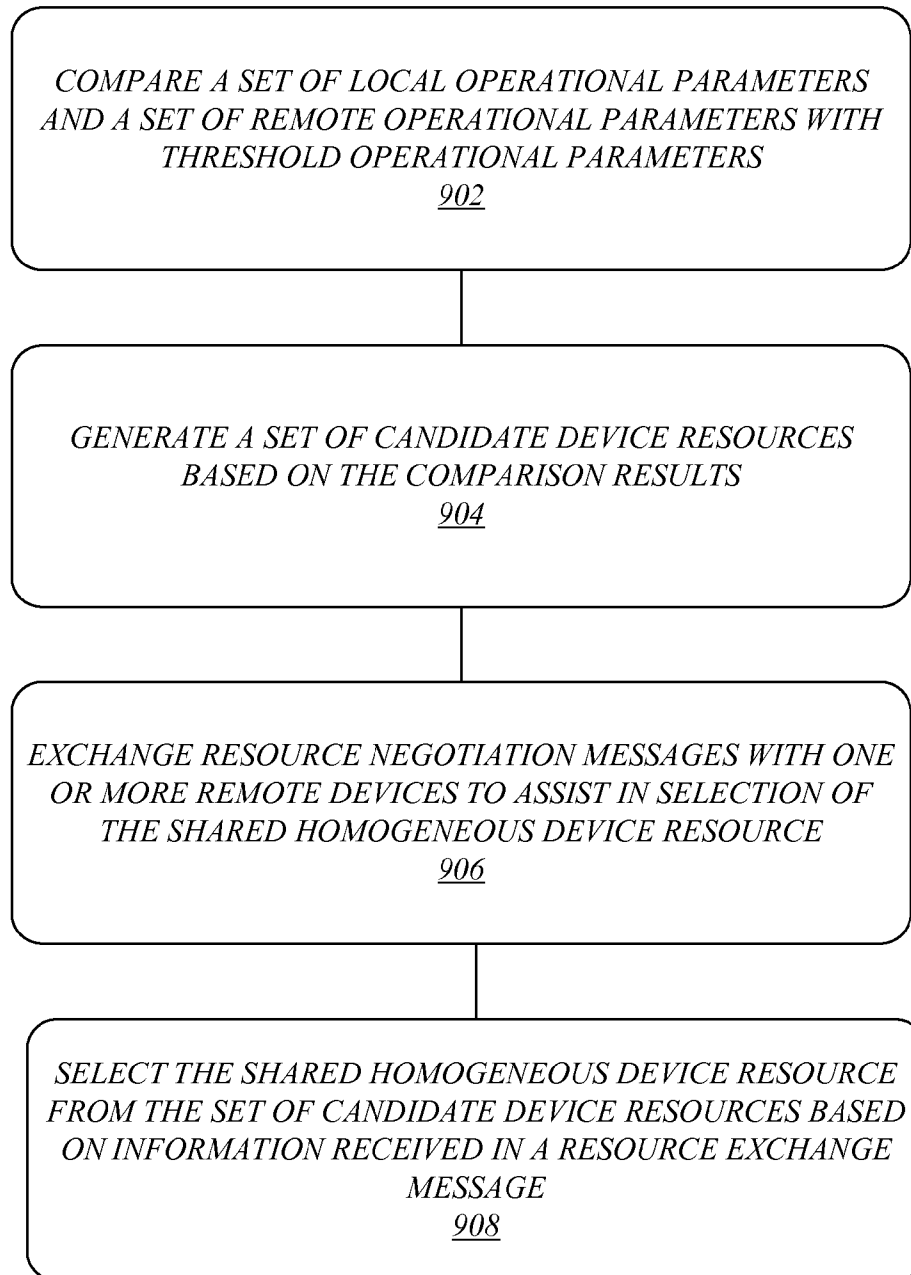 COMPARE A SET OF LOCAL OPERATIONAL PARAMETERS
AND A SET OF REMOTE OPERATIONAL PARAMETERS WITH
THRESHOLD OPERATIONAL PARAMETERS
902
GENERATE A SET OF CANDIDATE DEVICE RESOURCES
BASED ON THE COMPARISON RESULTS
904
EXCHANGE RESOURCE NEGOTIATION MESSAGES WITH ONE
OR MORE REMOTE DEVICES TO ASSIST IN SELECTION OF
THE SHARED HOMOGENEOUS DEVICE RESOURCE
906
SELECT THE SHARED HOMOGENEOUS DEVICE RESOURCE
FROM THE SET OF CANDIDATE DEVICE RESOURCES BASED
ON INFORMATION RECEIVED IN A RESOURCE EXCHANGE
MESSAGE
908